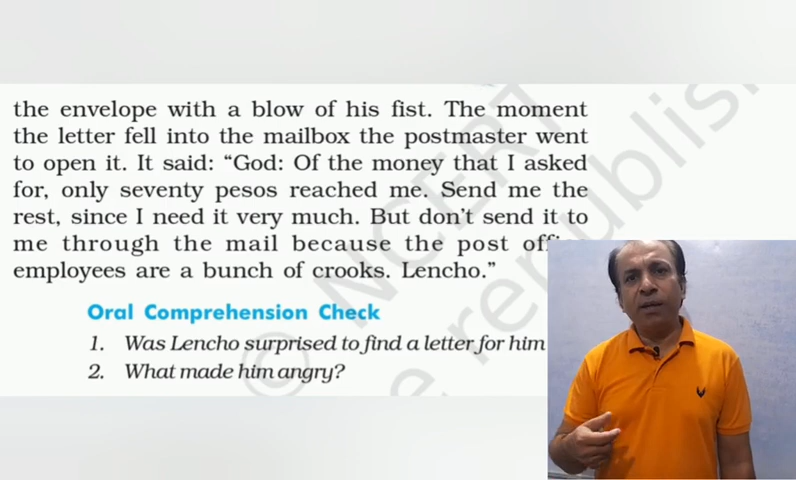 the envelope with a blow of his fist. The moment
the letter fell into the mailbox the postmaster went
to open it. It said: “God: Of the money that I asked
for, only seventy pesos reached me. Send me the
rest, since I need it very much. But don’t send it to
me through the mail because the post
employees are a bunch of crooks. Lencho.”
Oral Comprehension Check
1. Was Lencho surprised to find a letter for him
2. What made him angry?
© NCERT
be republis